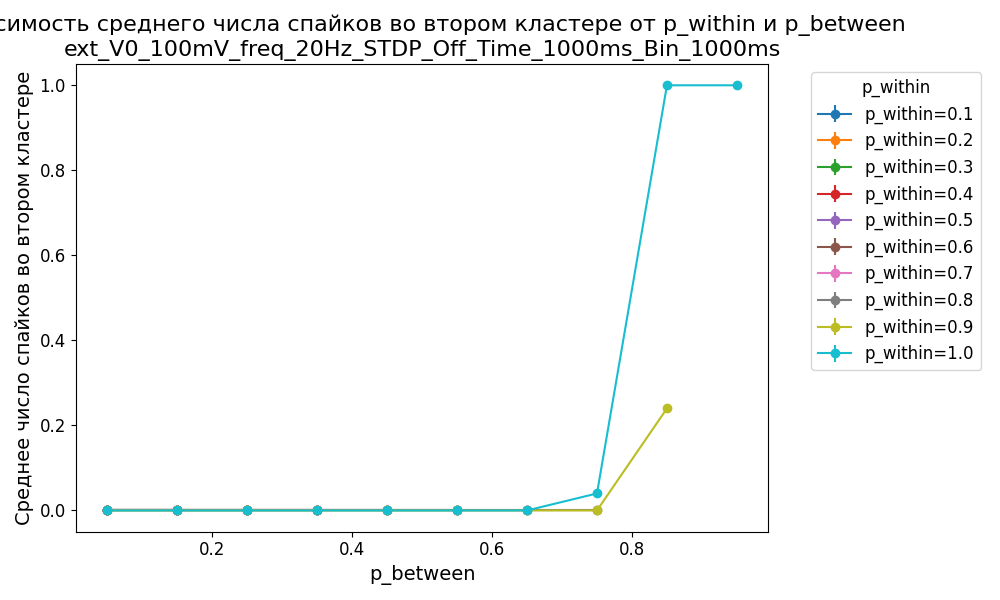 симость среднего числа спайков во втором кластере от p_within и p_between
ext_V0_100mV_freq_20Hz_STDP_Off_Time_1000ms_Bin_1000ms
Среднее число спайков во втором кластере
1.0
0.8
0.6
0.4
0.2
0.0
0.2
0.4
0.6
0.8
p_between
p_within
p_within=0.1
p_within=0.2
p_within=0.3
p_within=0.4
p_within=0.5
p_within=0.6
p_within=0.7
p_within=0.8
p_within=0.9
p_within=1.0